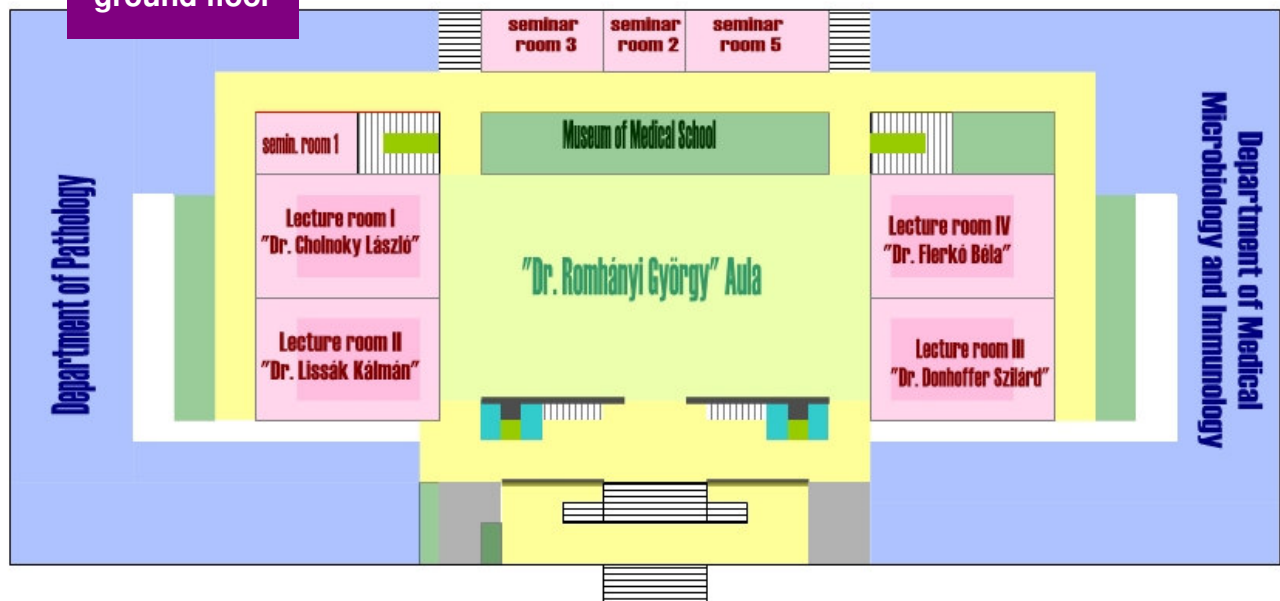 ground floor
seminar
room 3
seminar
room 2
seminar
room 5
semin. room 1
Museum of Medical School
Department of Pathology
Lecture room I
"Dr. Cholnoky László"
"Dr. Romhányi György" Aula
Lecture room IV
"Dr. Flerkó Béla"
Lecture room II
"Dr. Lissák Kálmán"
Lecture room III
"Dr. Donhoffer Szilárd"
Department of Medical
Microbiology and Immunology